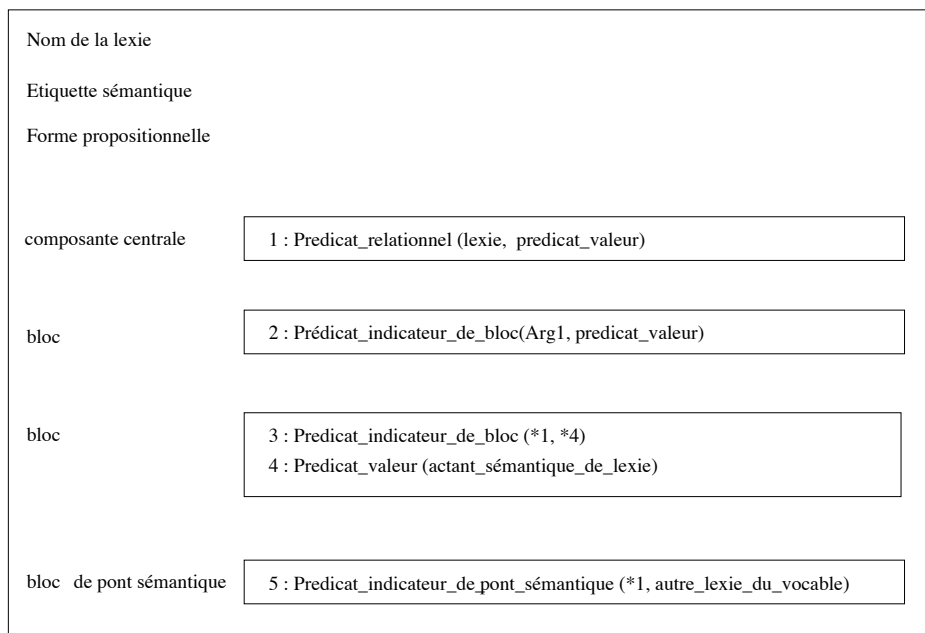 Nom de la lexie
Etiquette sémantique
Forme propositionnelle
composante centrale 1 : Predicat_relationnel (lexie, predicat_valeur)
bloc 2 : Prédicat_indicateur_de_bloc(Arg1, predicat_valeur)
bloc 3 : Predicat_indicateur_de_bloc (*1, *4)
4 : Predicat_valeur (actant_sémantique_de_lexie)
bloc de pont sémantique 5 : Predicat_indicateur_de_pont_sémantique (*1, autre_lexie_du_vocable)